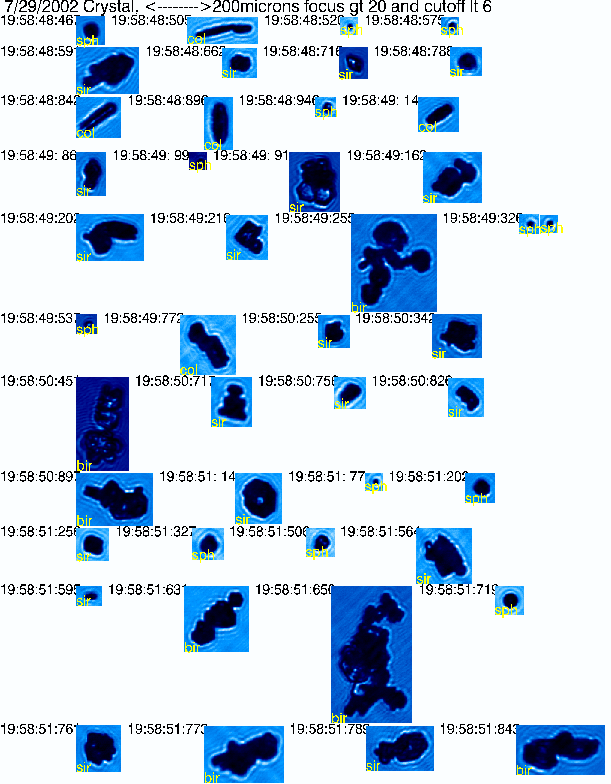 7/29/2002 Crystal, <-------->200microns focus gt 20 and cutoff lt 6
19:58:48:467 19:58:48:505 19:58:48:520 19:58:48:575
sph col sph sph
19:58:48:59 19:58:48:662 19:58:48:716 19:58:48:788
sir sir sir sir
19:58:48:842 19:58:48:896 19:58:48:946 19:58:49: 14
col col sph col
19:58:49: 86 19:58:49: 99 19:58:49: 91 19:58:49:162
sir sph sir sir
19:58:49:202 19:58:49:216 19:58:49:255 19:58:49:326
sir sir bir sph sph
19:58:49:537 19:58:49:772 19:58:50:255 19:58:50:342
sph col sir sir
19:58:50:451 19:58:50:717 19:58:50:756 19:58:50:826
bir sir sir sir
19:58:50:897 19:58:51: 14 19:58:51: 77 19:58:51:202
bir sir sph sph
19:58:51:256 19:58:51:327 19:58:51:506 19:58:51:564
sir sph sph sir
19:58:51:595 19:58:51:631 19:58:51:650 19:58:51:719
sir bir bir sph
19:58:51:761 19:58:51:773 19:58:51:789 19:58:51:843
sir bir sir bir